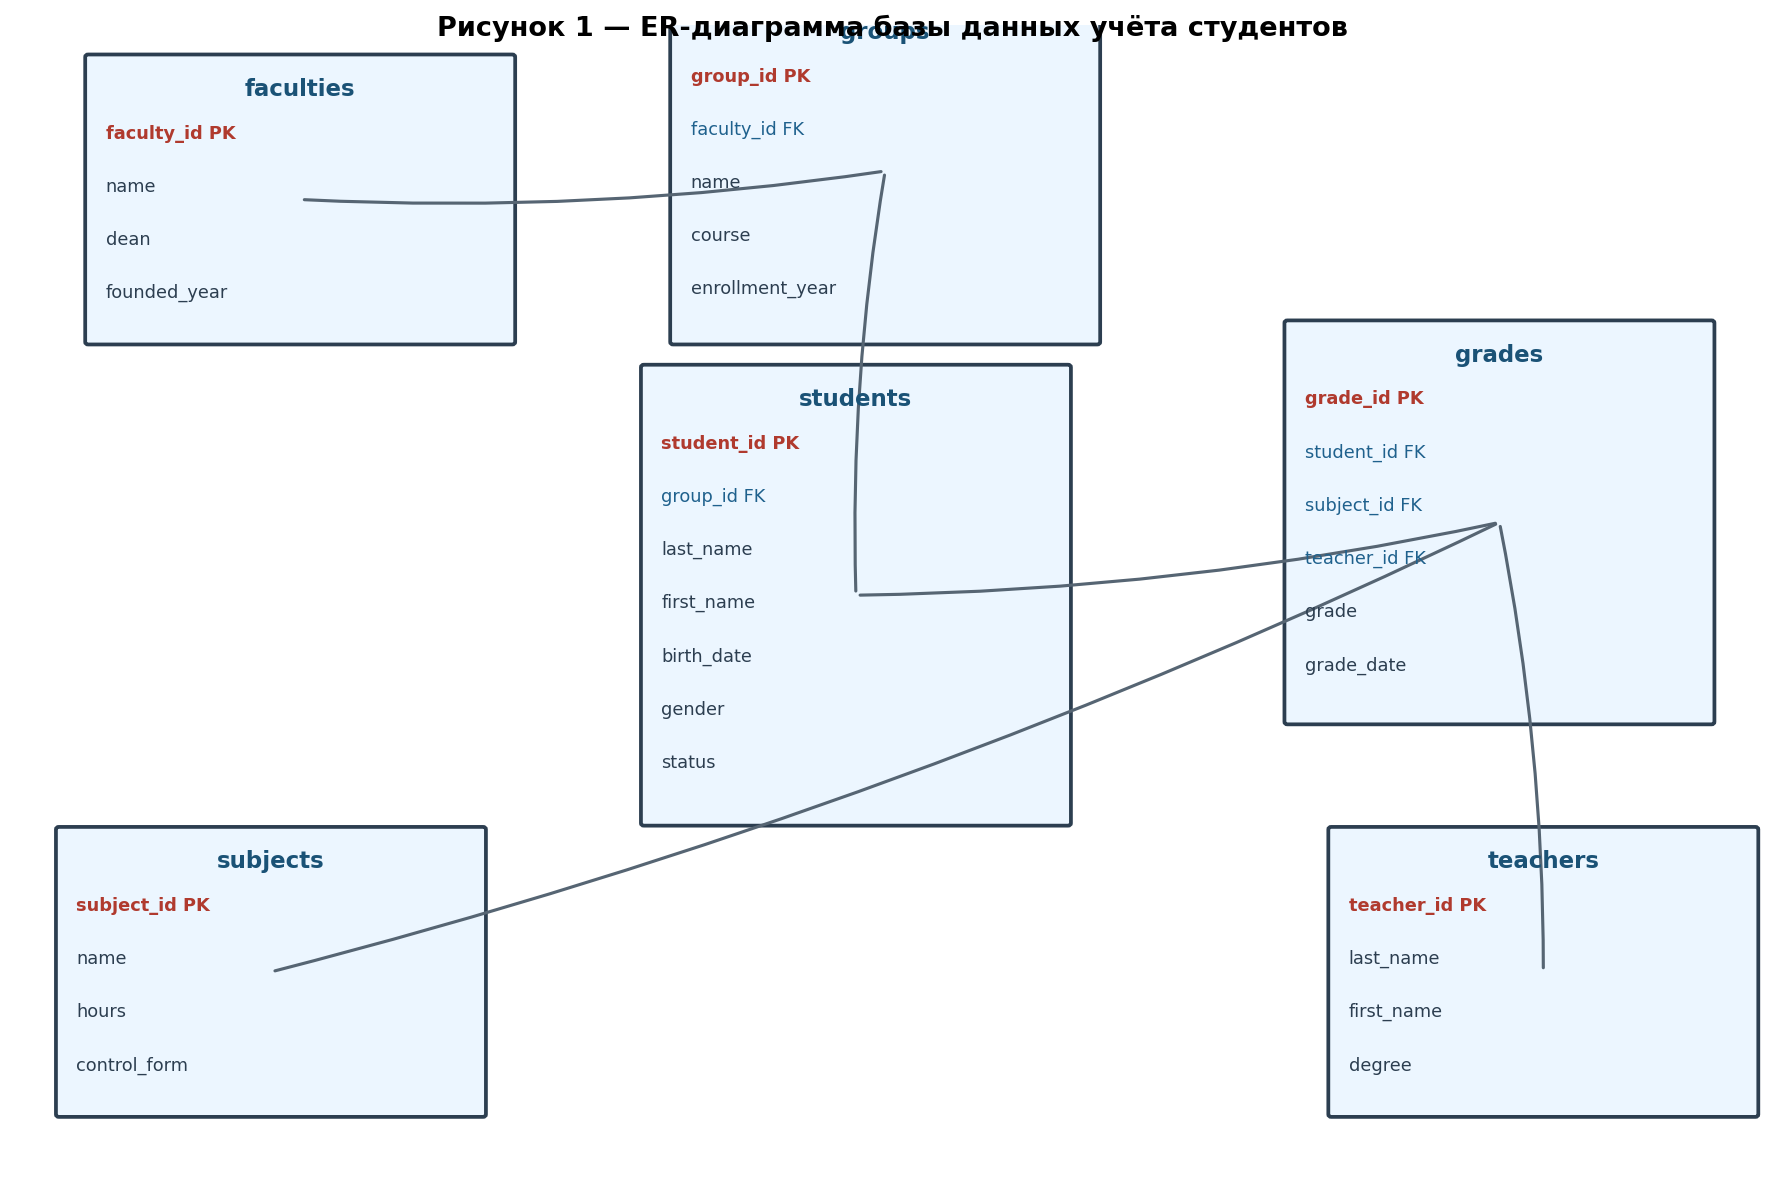 Рисунок 1 — ER-диаграмма базы данных учёта студентов
faculties
faculty_id PK
name
dean
founded_year
groups
group_id PK
faculty_id FK
name
course
enrollment_year
students
student_id PK
group_id FK
last_name
first_name
birth_date
gender
status
grades
grade_id PK
student_id FK
subject_id FK
teacher_id FK
grade
grade_date
subjects
subject_id PK
name
hours
control_form
teachers
teacher_id PK
last_name
first_name
degree